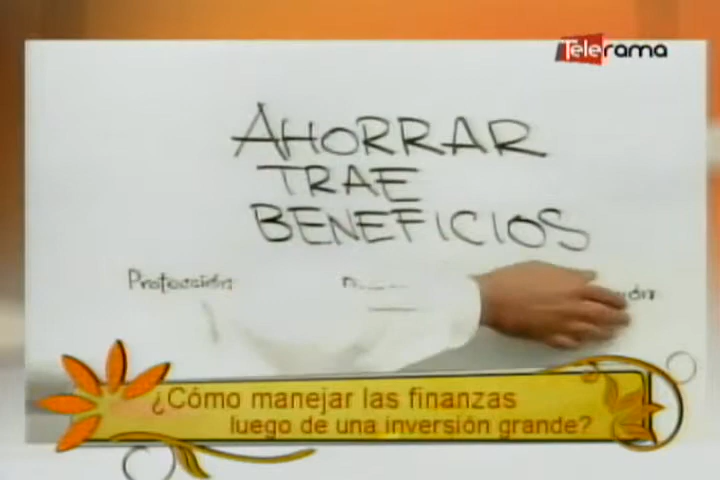 Telerama
AHORRAR
TRAE
BENEFICIOS
Protección
¿Cómo manejar las finanzas
luego de una inversión grande?